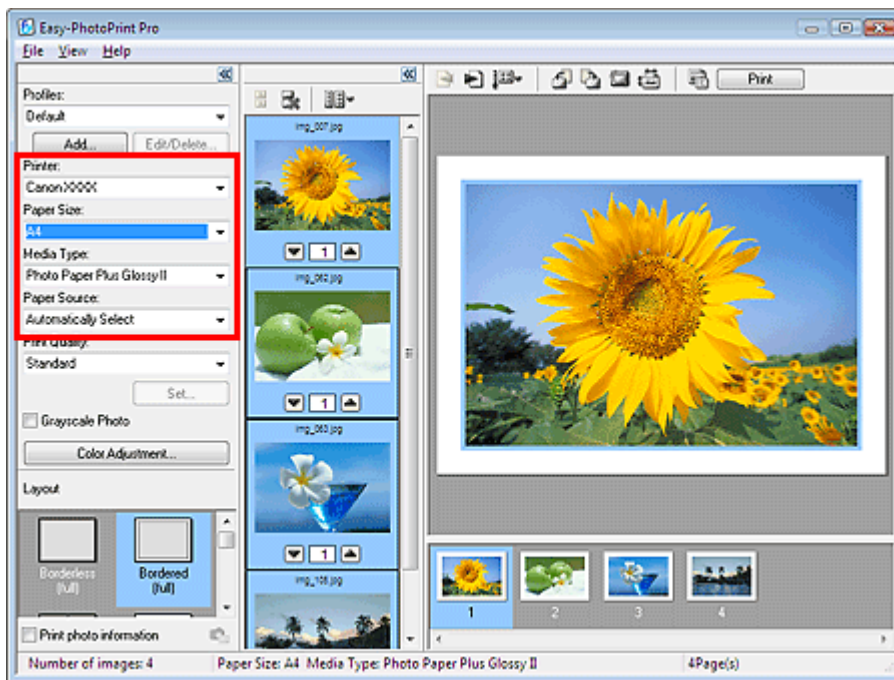 Easy-PhotoPrint Pro
File View Help
Profiles:
Default
Add... Edit/Delete...
Printer:
Canon XXXX
Paper Size:
A4
Media Type:
Photo Paper Plus Glossy II
Paper Source:
Automatically Select
Print Quality:
Standard
Set...
Grayscale Photo
Color Adjustment...
Layout
Borderless
(full)
Bordered
(full)
Print photo information
img_007.jpg
1
img_062.jpg
1
img_063.jpg
1
img_108.jpg
Print
1 2 3 4
Number of images: 4 Paper Size: A4 Media Type: Photo Paper Plus Glossy II 4Page(s)